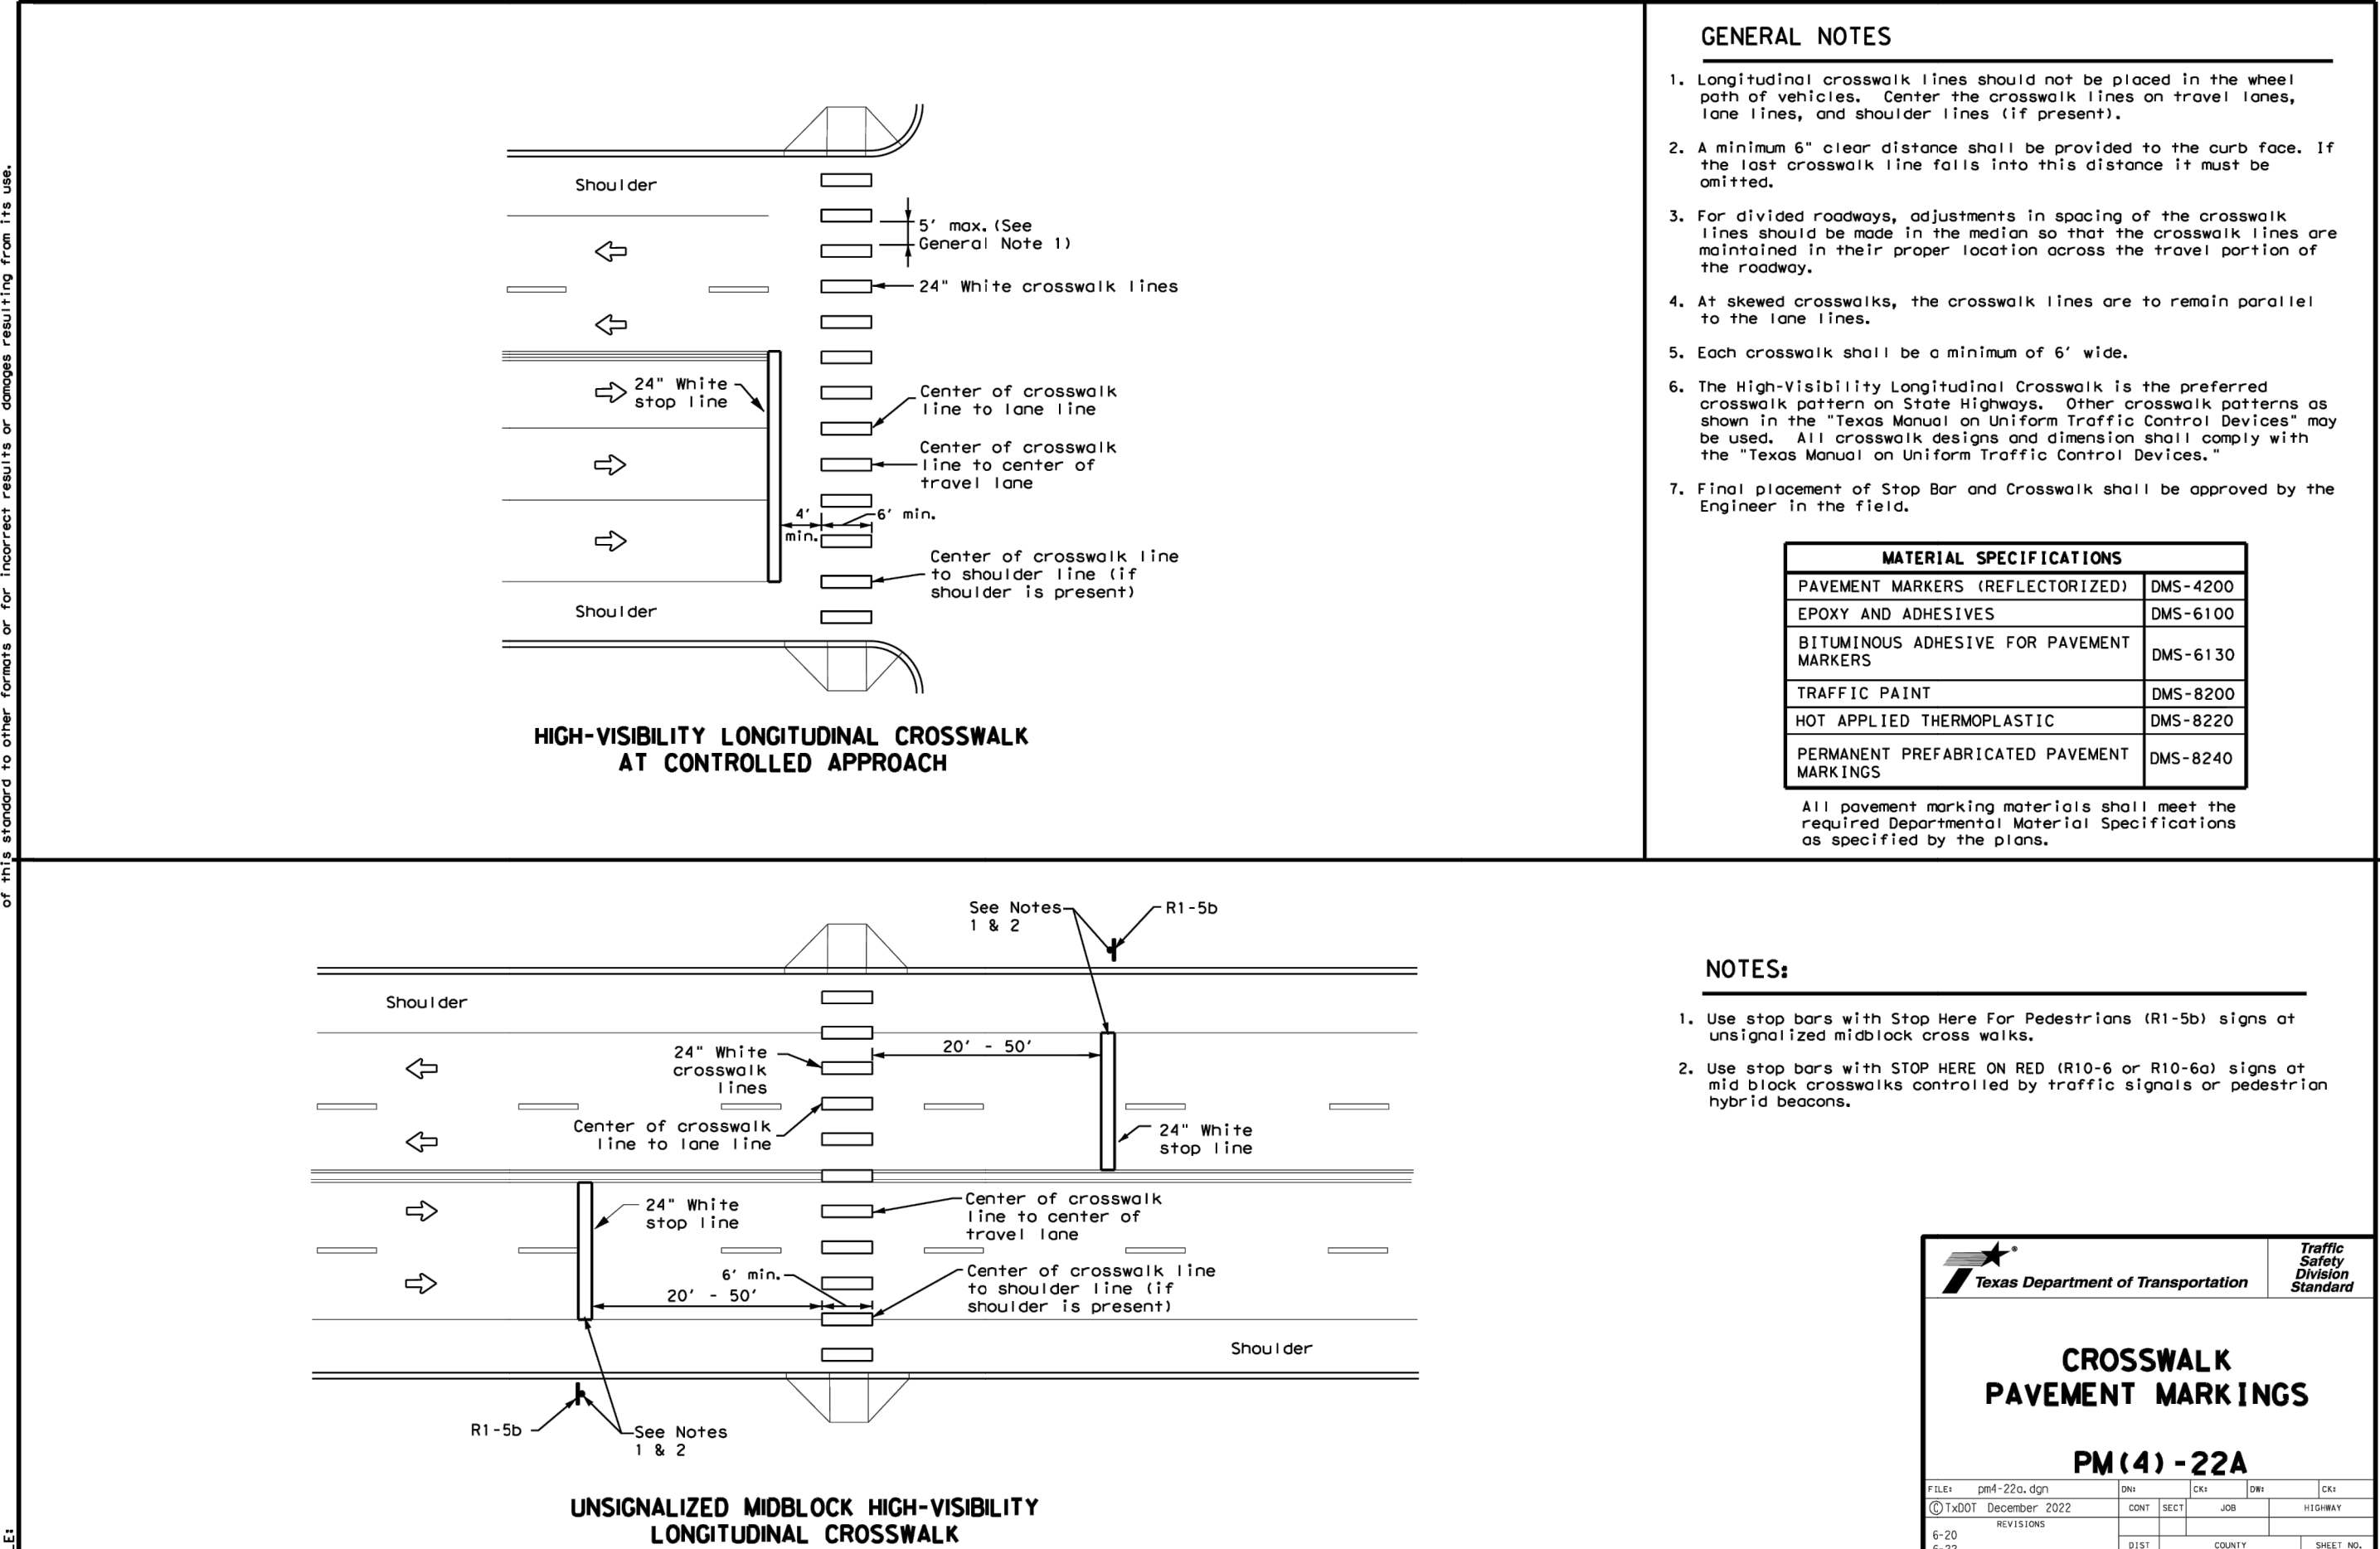 of this standard to other formats or for incorrect results or damages resulting from its use.
Shoulder
5' max. (See
General Note 1)
24" White crosswalk lines
24" White
stop line
Center of crosswalk
line to lane line
Center of crosswalk
line to center of
travel lane
4'
min.
6' min.
Center of crosswalk line
to shoulder line (if
shoulder is present)
Shoulder
HIGH-VISIBILITY LONGITUDINAL CROSSWALK
AT CONTROLLED APPROACH
GENERAL NOTES
1. Longitudinal crosswalk lines should not be placed in the wheel
path of vehicles. Center the crosswalk lines on travel lanes,
lane lines, and shoulder lines (if present).
2. A minimum 6" clear distance shall be provided to the curb face. If
the last crosswalk line falls into this distance it must be
omitted.
3. For divided roadways, adjustments in spacing of the crosswalk
lines should be made in the median so that the crosswalk lines are
maintained in their proper location across the travel portion of
the roadway.
4. At skewed crosswalks, the crosswalk lines are to remain parallel
to the lane lines.
5. Each crosswalk shall be a minimum of 6' wide.
6. The High-Visibility Longitudinal Crosswalk is the preferred
crosswalk pattern on State Highways. Other crosswalk patterns as
shown in the "Texas Manual on Uniform Traffic Control Devices" may
be used. All crosswalk designs and dimension shall comply with
the "Texas Manual on Uniform Traffic Control Devices."
7. Final placement of Stop Bar and Crosswalk shall be approved by the
Engineer in the field.
MATERIAL SPECIFICATIONS
PAVEMENT MARKERS (REFLECTORIZED) DMS-4200
EPOXY AND ADHESIVES DMS-6100
BITUMINOUS ADHESIVE FOR PAVEMENT
MARKERS DMS-6130
TRAFFIC PAINT DMS-8200
HOT APPLIED THERMOPLASTIC DMS-8220
PERMANENT PREFABRICATED PAVEMENT
MARKINGS DMS-8240
All pavement marking materials shall meet the
required Departmental Material Specifications
as specified by the plans.
See Notes
1 & 2
R1-5b
Shoulder
24" White
crosswalk
lines
20' - 50'
Center of crosswalk
line to lane line
24" White
stop line
24" White
stop line
Center of crosswalk
line to center of
travel lane
6' min.
20' - 50'
Center of crosswalk line
to shoulder line (if
shoulder is present)
Shoulder
R1-5b
See Notes
1 & 2
UNSIGNALIZED MIDBLOCK HIGH-VISIBILITY
LONGITUDINAL CROSSWALK
NOTES:
1. Use stop bars with Stop Here For Pedestrians (R1-5b) signs at
unsignalized midblock cross walks.
2. Use stop bars with STOP HERE ON RED (R10-6 or R10-6a) signs at
mid block crosswalks controlled by traffic signals or pedestrian
hybrid beacons.
®
Texas Department of Transportation
Traffic
Safety
Division
Standard
CROSSWALK
PAVEMENT MARKINGS
PM(4)-22A
FILE: pm4-22a.dgn DN: CK: DW: CK:
© TxDOT December 2022 CONT SECT JOB HIGHWAY
REVISIONS
6-20
DIST COUNTY SHEET NO.